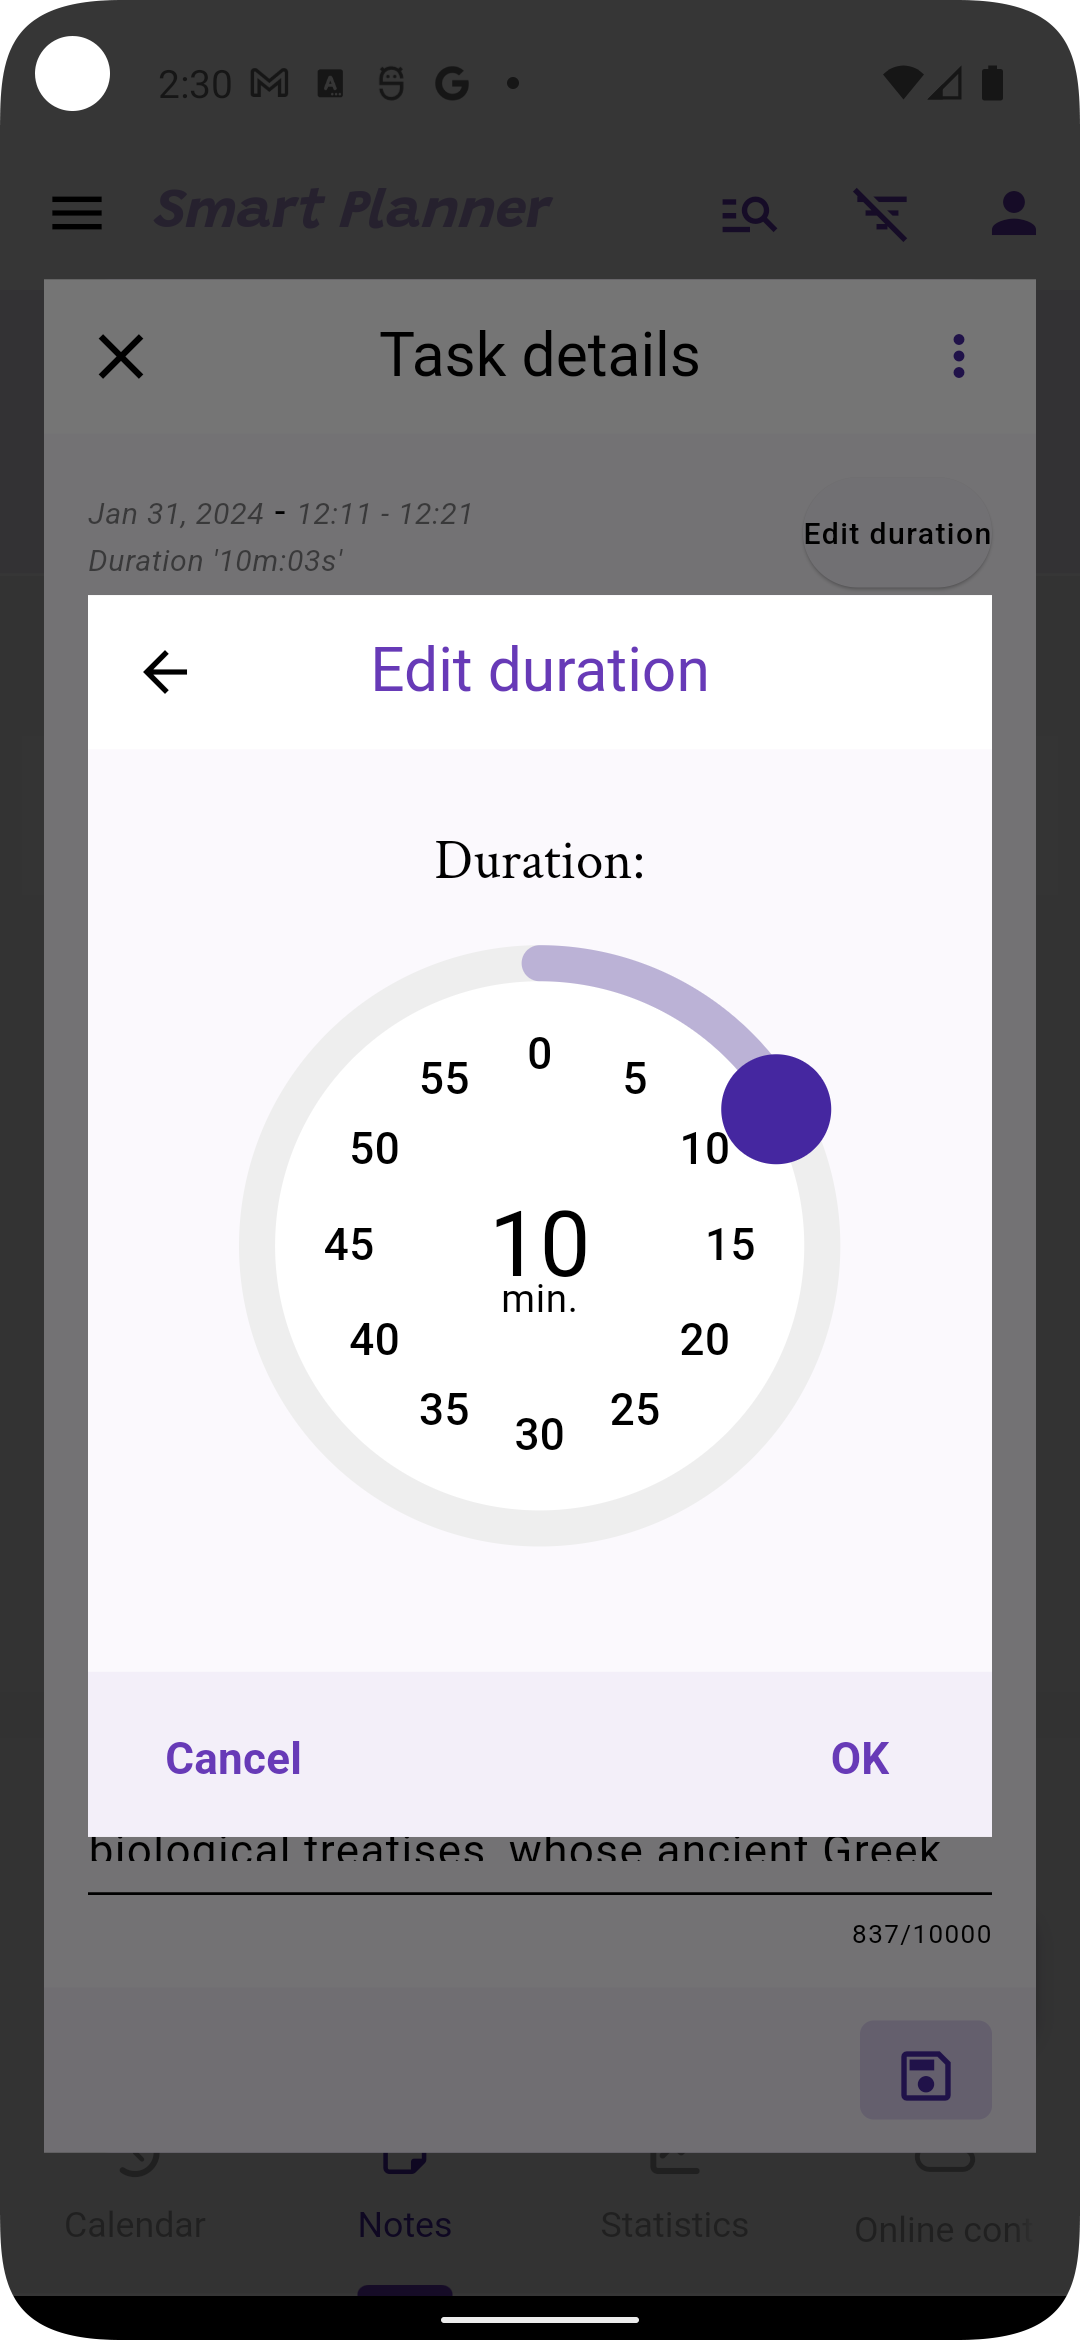 2:30
Smart Planner
Task details
Jan 31, 2024 - 12:11 - 12:21
Duration '10m:03s'
Edit duration
Edit duration
Duration:
0
5
10
15
20
25
30
35
40
45
50
55
10
min.
Cancel
OK
biological treatises whose ancient Greek
837/10000
Calendar
Notes
Statistics
Online cont